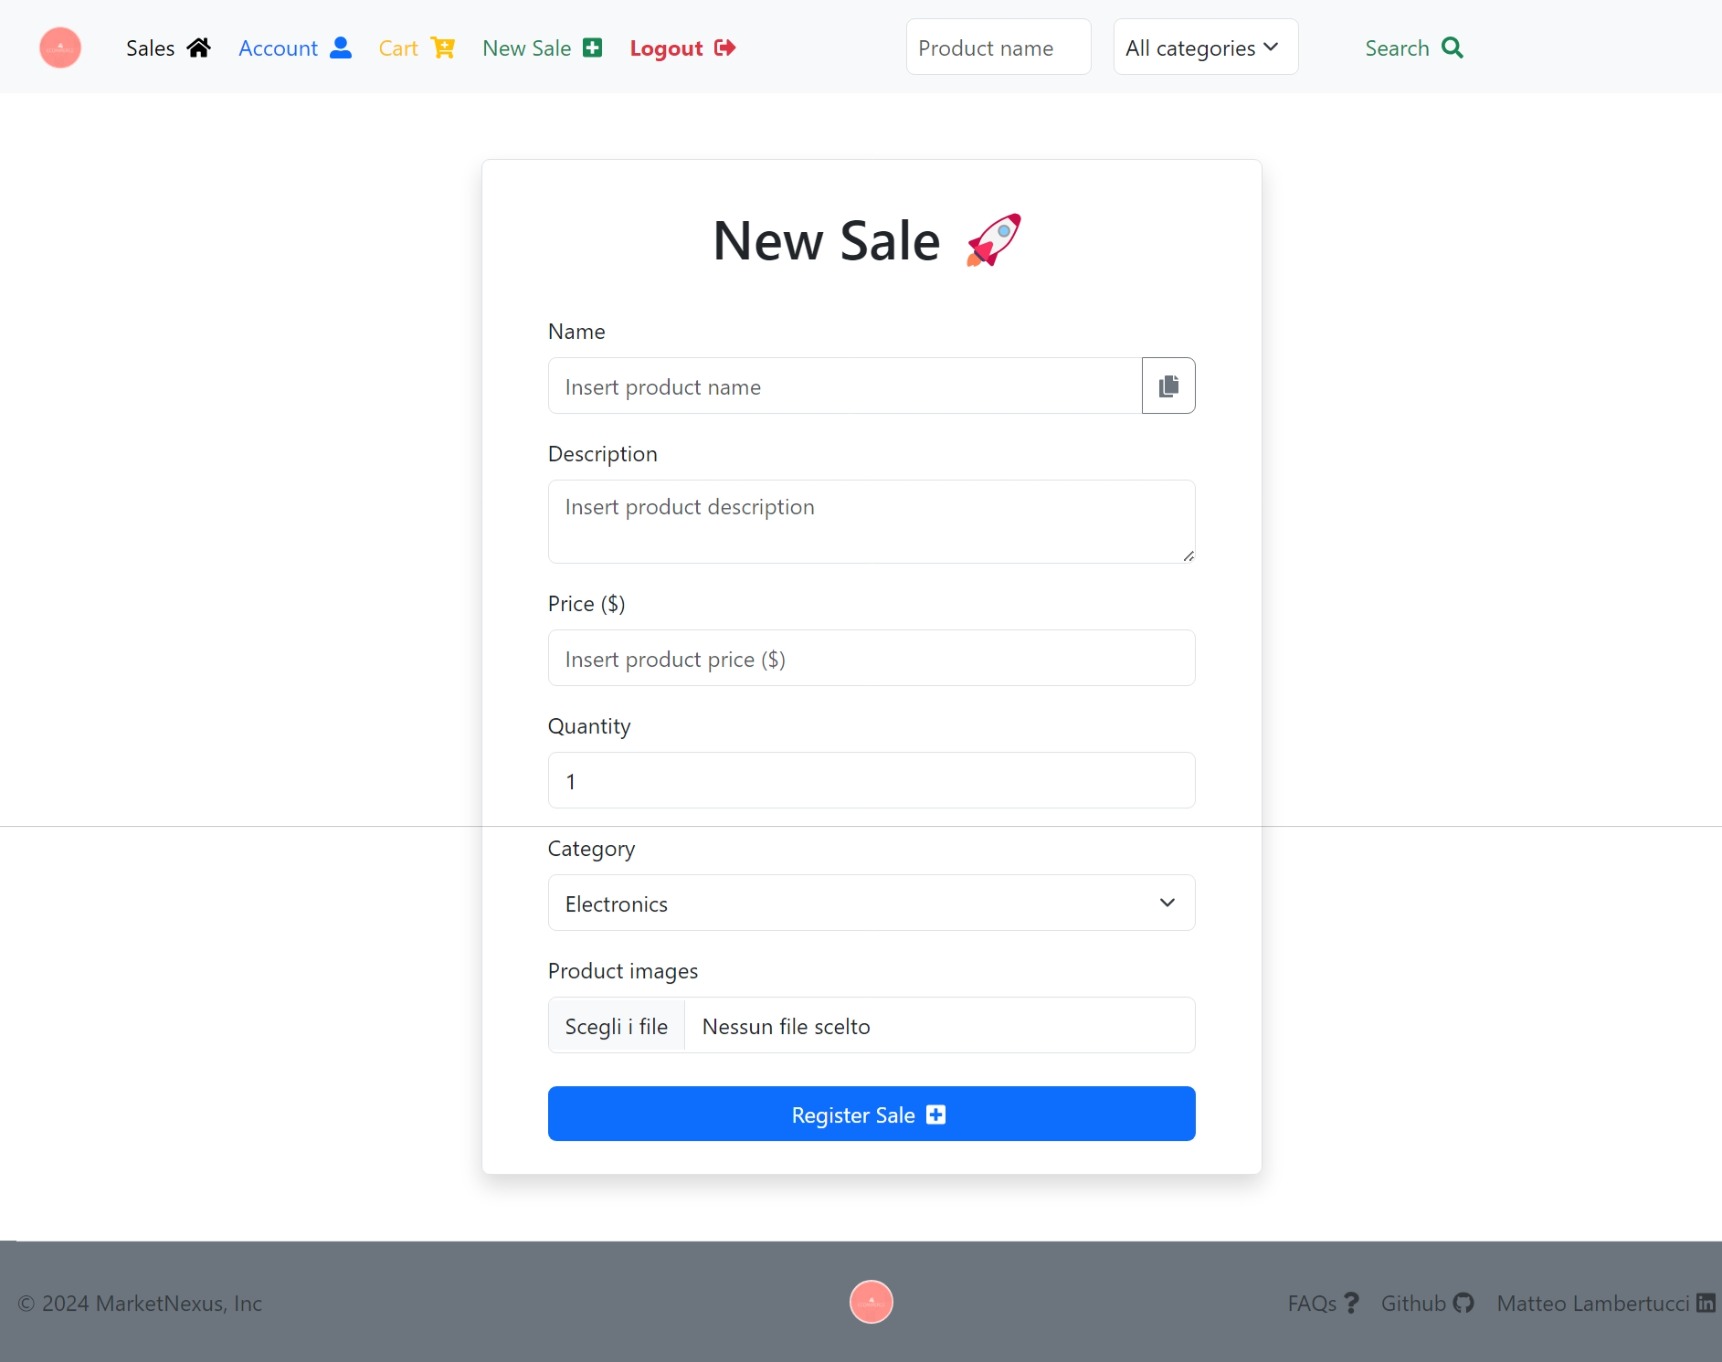 Sales Account Cart New Sale Logout Product name All categories Search
New Sale
Name
Insert product name
Description
Insert product description
Price ($)
Insert product price ($)
Quantity
1
Category
Electronics
Product images
Scegli i file Nessun file scelto
Register Sale
© 2024 MarketNexus, Inc FAQs Github Matteo Lambertucci